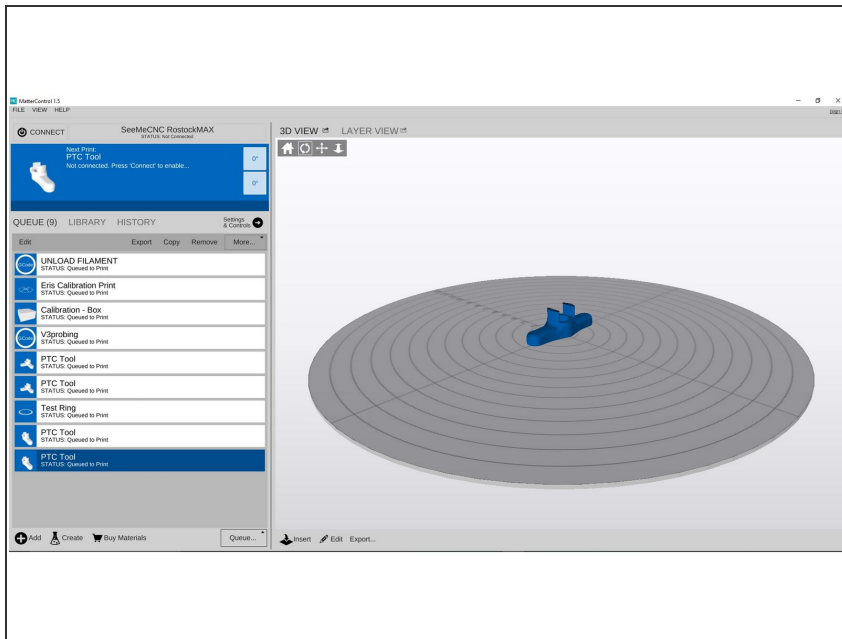 MatterControl 1.5
FILE VIEW HELP
CONNECT
SeeMeCNC RostockMAX
STATUS: Not Connected
Next Print:
PTC Tool
Not connected. Press 'Connect' to enable...
0°
0°
QUEUE (9) LIBRARY HISTORY
Settings
& Controls
Edit Export Copy Remove More...
GCode
UNLOAD FILAMENT
STATUS: Queued to Print
Eris Calibration Print
STATUS: Queued to Print
Calibration - Box
STATUS: Queued to Print
GCode
V3probing
STATUS: Queued to Print
PTC Tool
STATUS: Queued to Print
PTC Tool
STATUS: Queued to Print
Test Ring
STATUS: Queued to Print
PTC Tool
STATUS: Queued to Print
PTC Tool
STATUS: Queued to Print
Add Create Buy Materials Queue...
3D VIEW LAYER VIEW
Insert Edit Export...